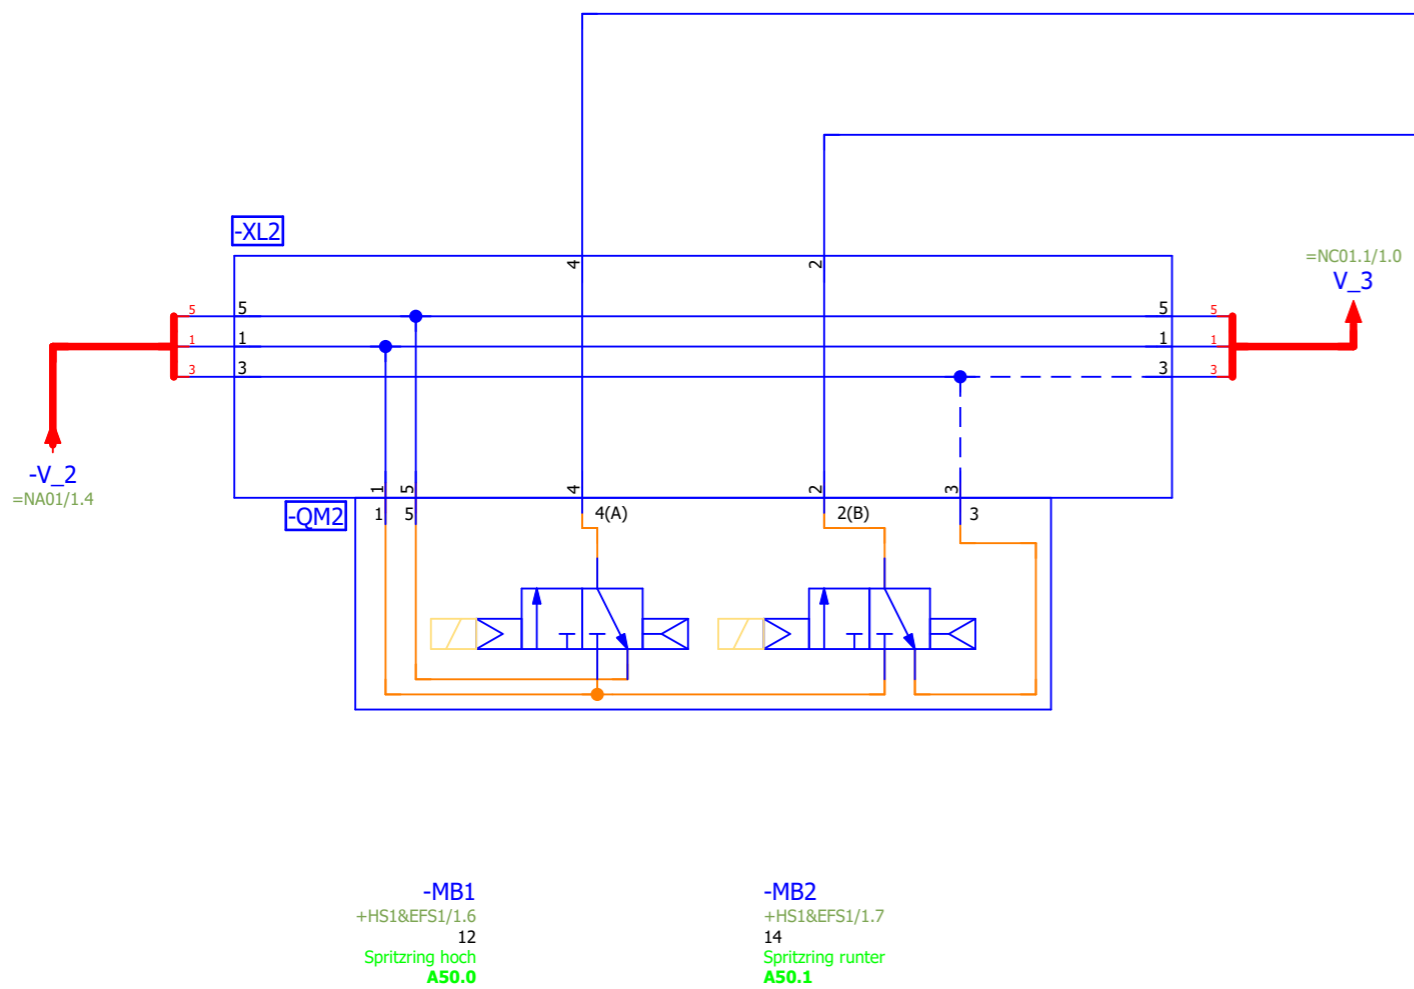 -XL2
=NC01.1/1.0
V_3
4
2
5
5
5
5
1
1
1
1
3
3
3
3
-V_2
=NA01/1.4
1
5
4
2
3
-QM2
1
5
4(A)
2(B)
3
-MB1
+HS1&EFS1/1.6
12
Spritzring hoch
A50.0
-MB2
+HS1&EFS1/1.7
14
Spritzring runter
A50.1